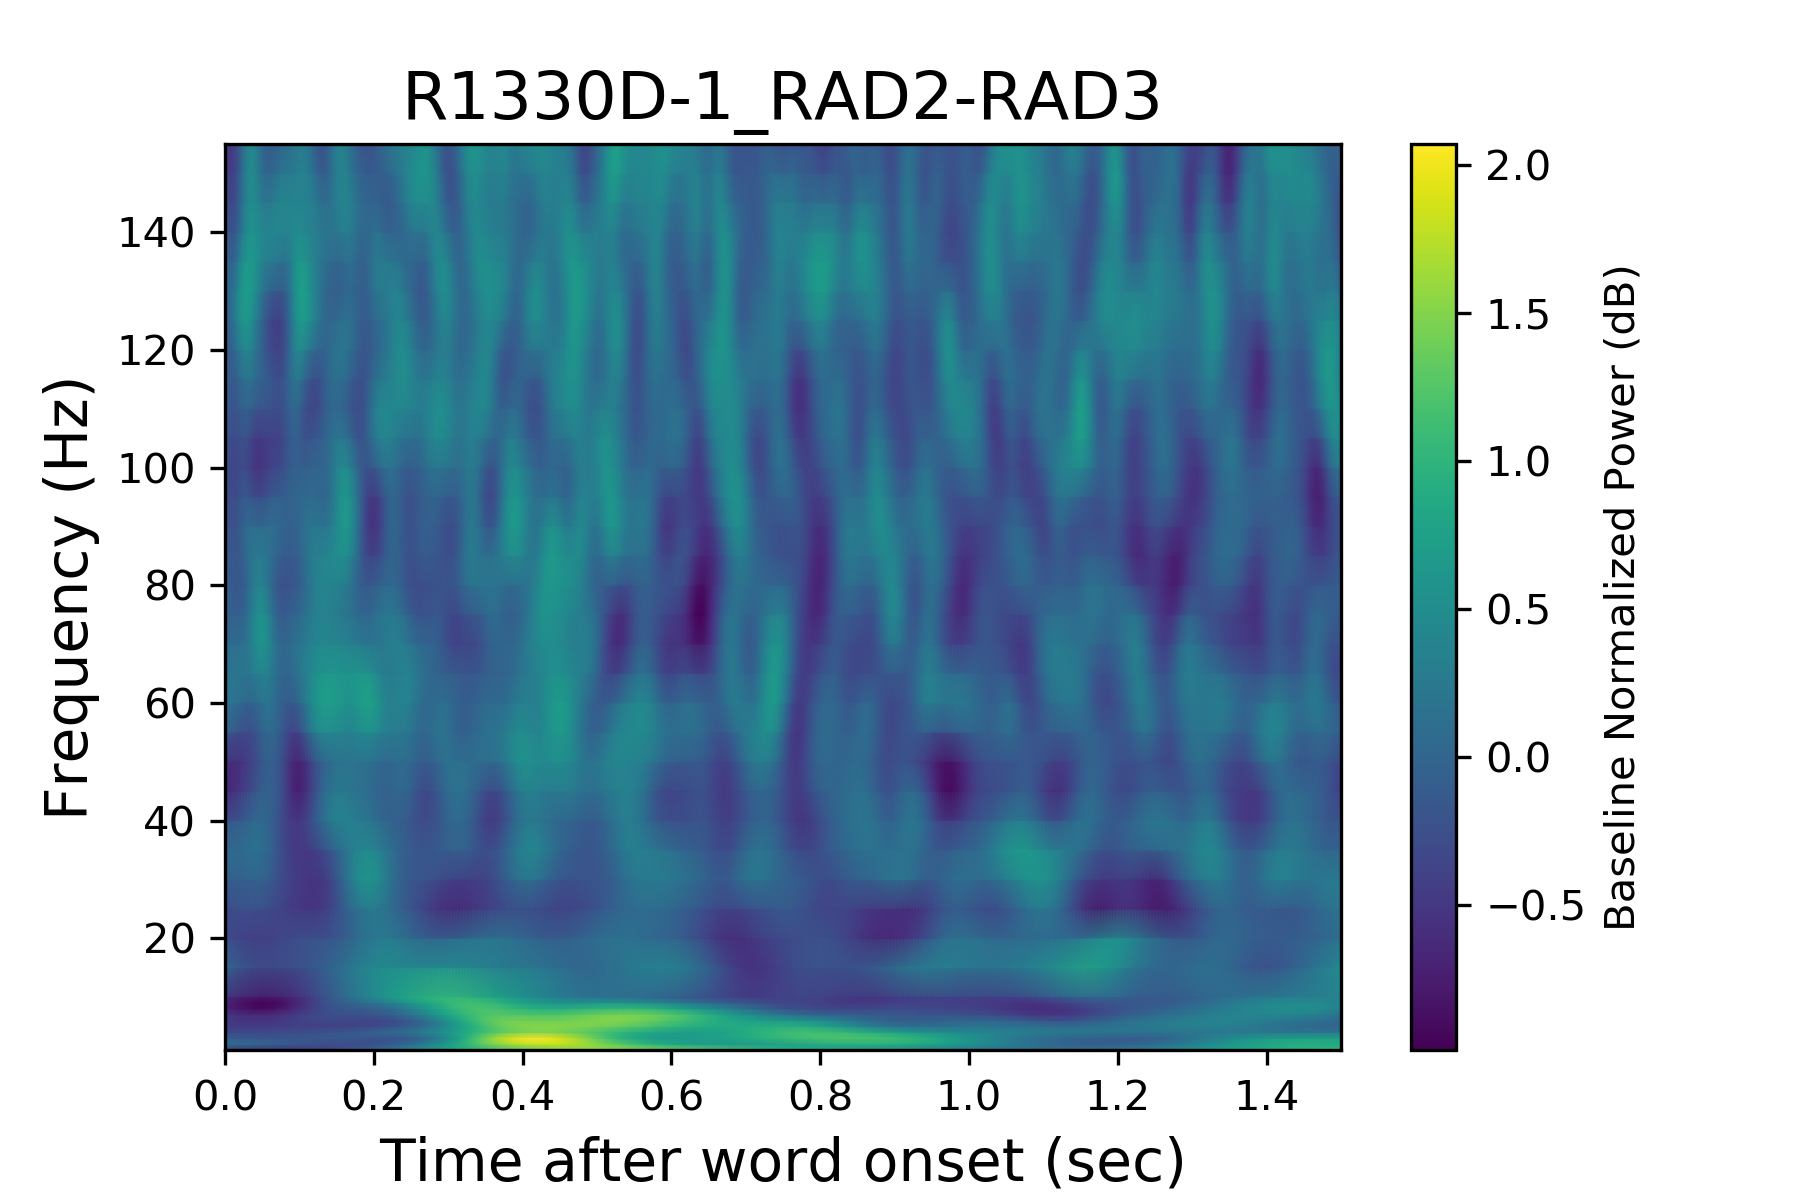 R1330D-1_RAD2-RAD3
Frequency (Hz)
140
120
100
80
60
40
20
0.0 0.2 0.4 0.6 0.8 1.0 1.2 1.4
Time after word onset (sec)
2.0
1.5
1.0
0.5
0.0
−0.5
Baseline Normalized Power (dB)